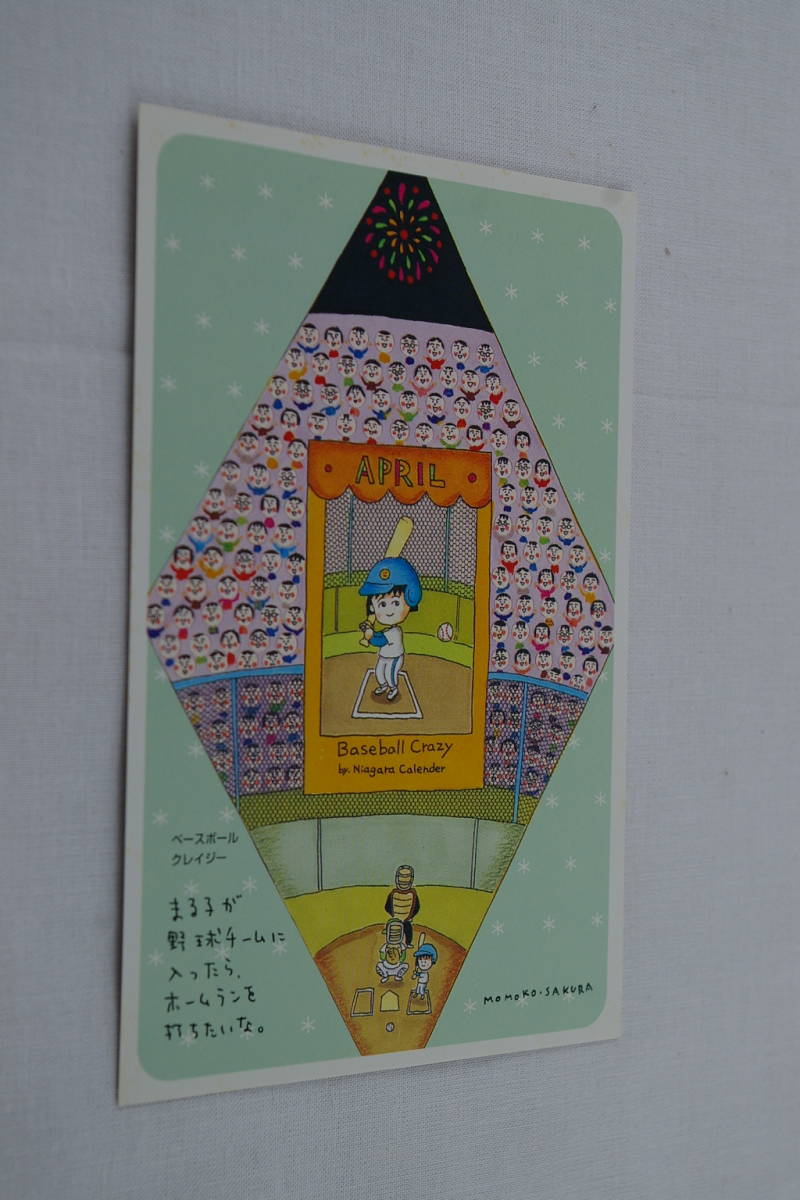 APRIL
Baseball Crazy
by. Niagara Calender
ベースボール
クレイジー
まる子が
野球チームに
入ったら、
ホームランを
打ちたいな。
MOMOKO・SAKURA